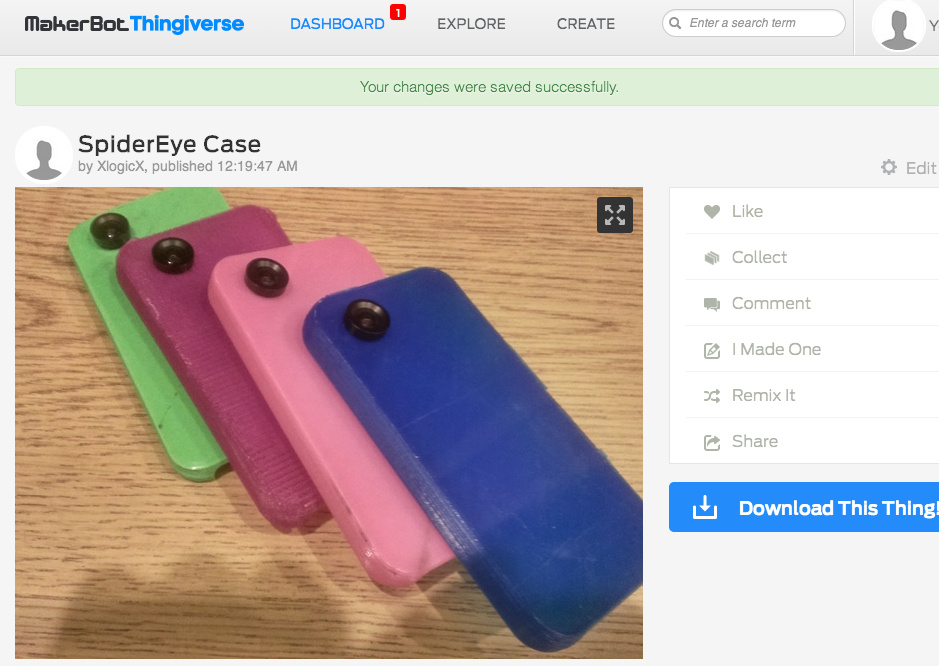 MakerBot Thingiverse
DASHBOARD
1
EXPLORE
CREATE
Enter a search term
Y
Your changes were saved successfully.
SpiderEye Case
by XlogicX, published 12:19:47 AM
Edit
Like
Collect
Comment
I Made One
Remix It
Share
Download This Thing!